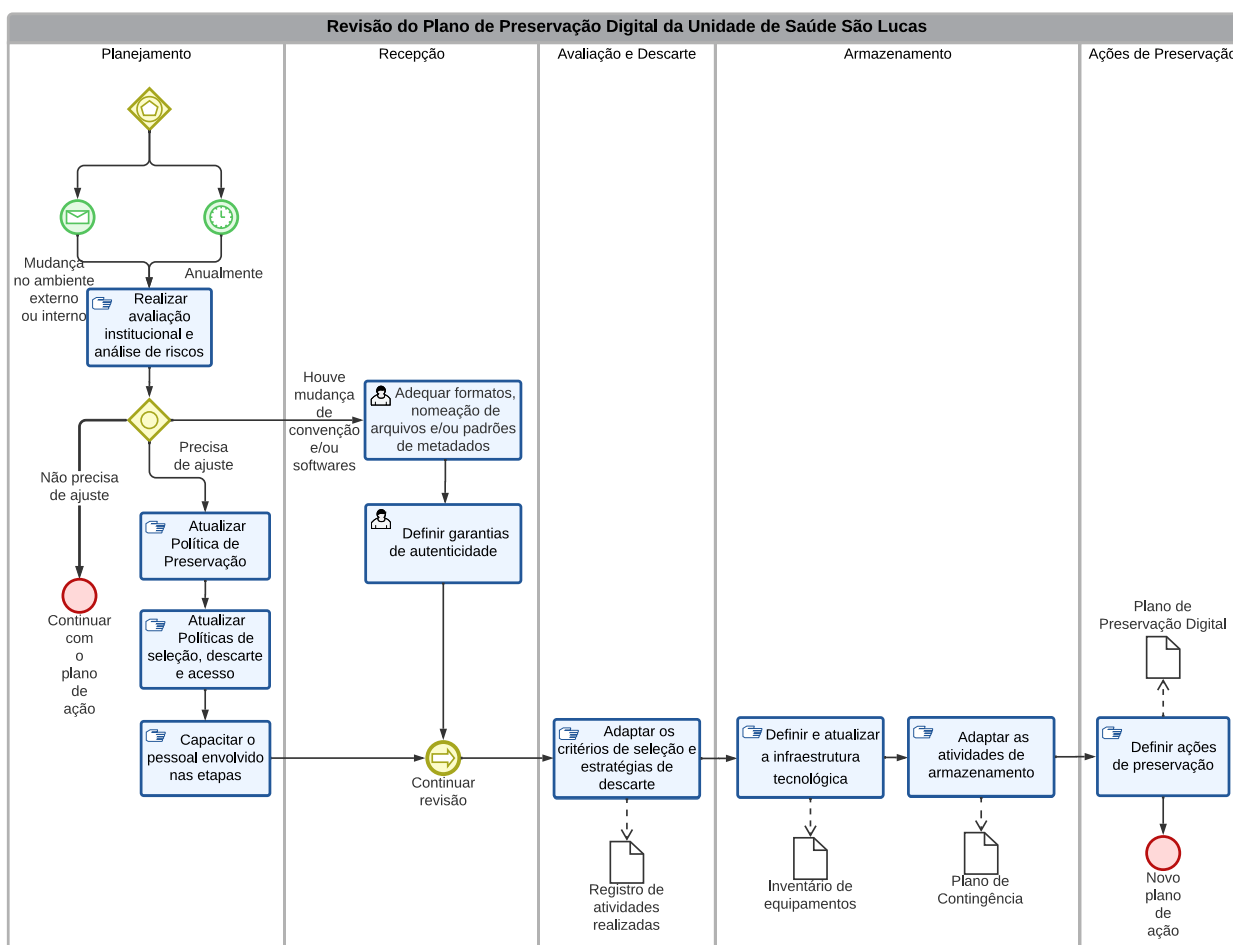 Revisão do Plano de Preservação Digital da Unidade de Saúde São Lucas
Planejamento
Recepção
Avaliação e Descarte
Armazenamento
Ações de Preservação
Mudança
no ambiente
externo
ou interno
Anualmente
Realizar
avaliação
institucional e
análise de riscos
Não precisa
de ajuste
Precisa
de ajuste
Houve
mudança
de
convenção
e/ou
softwares
Adequar formatos,
nomeação de
arquivos e/ou padrões
de metadados
Definir garantias
de autenticidade
Atualizar
Política de
Preservação
Continuar
com
o
plano
de
ação
Atualizar
Políticas de
seleção, descarte
e acesso
Capacitar o
pessoal envolvido
nas etapas
Continuar
revisão
Adaptar os
critérios de seleção e
estratégias de
descarte
Registro de
atividades
realizadas
Definir e atualizar
a infraestrutura
tecnológica
Inventário de
equipamentos
Adaptar as
atividades de
armazenamento
Plano de
Contingência
Plano de
Preservação Digital
Definir ações
de preservação
Novo
plano
de
ação